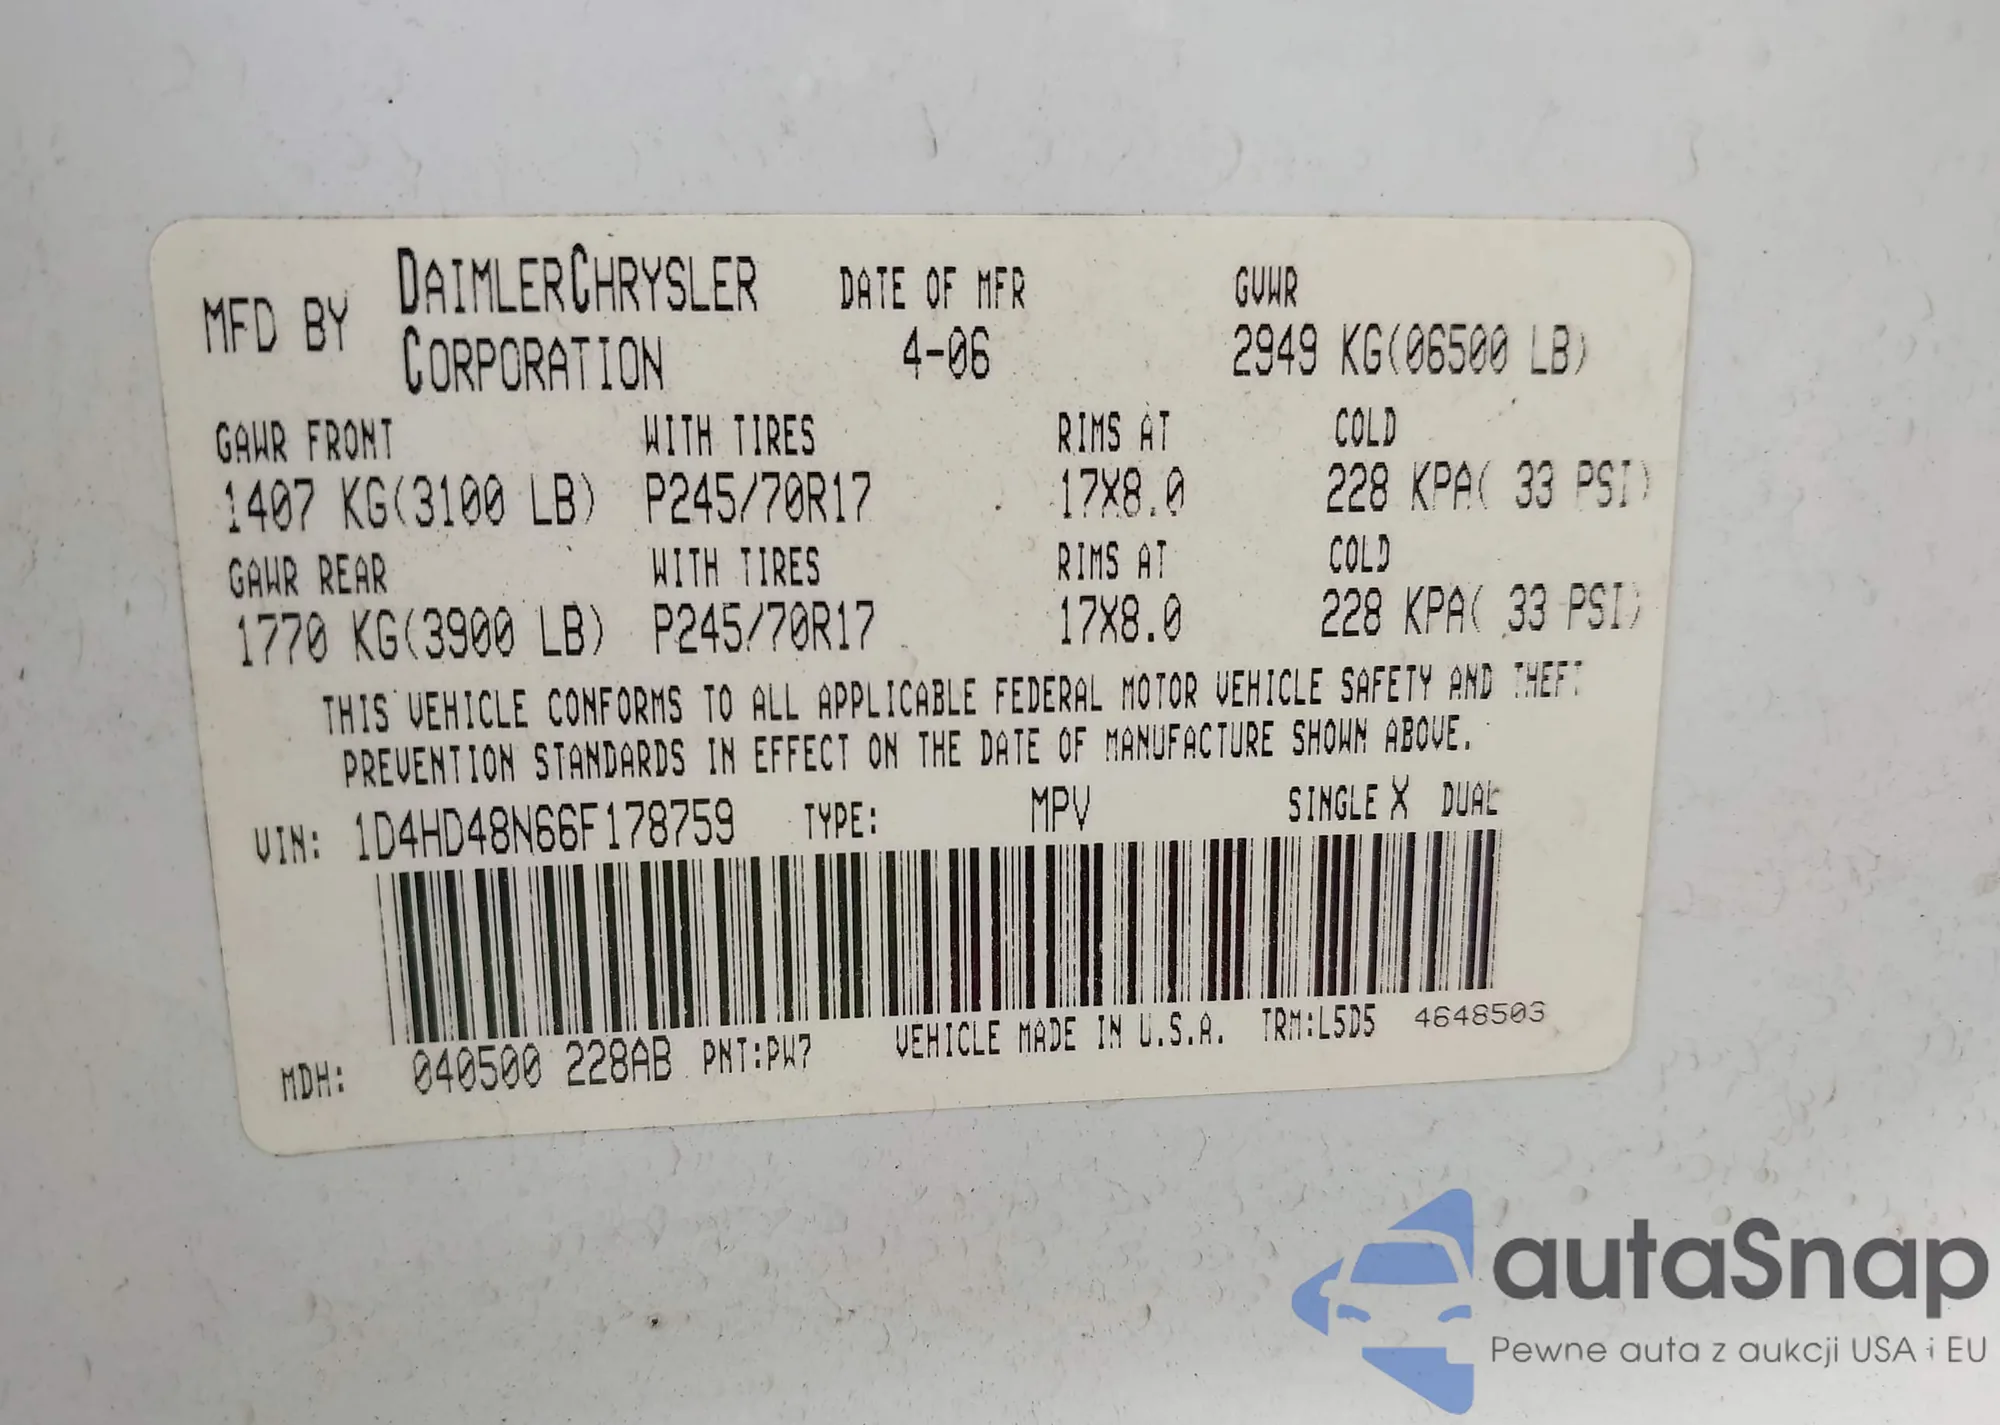 MFD BY DAIMLERCHRYSLER CORPORATION DATE OF MFR 4-06 GVWR 2949 KG(06500 LB)
GAWR FRONT WITH TIRES RIMS AT COLD
1407 KG(3100 LB) P245/70R17 17X8.0 228 KPA( 33 PSI)
GAWR REAR WITH TIRES RIMS AT COLD
1770 KG(3900 LB) P245/70R17 17X8.0 228 KPA( 33 PSI)
THIS VEHICLE CONFORMS TO ALL APPLICABLE FEDERAL MOTOR VEHICLE SAFETY AND THEFT
PREVENTION STANDARDS IN EFFECT ON THE DATE OF MANUFACTURE SHOWN ABOVE.
VIN: 1D4HD48N66F178759 TYPE: MPV SINGLE X DUAL
MDH: 040500 228AB PNT:PW7 VEHICLE MADE IN U.S.A. TRM:L5D5 4648503
autaSnap
Pewne auta z aukcji USA i EU